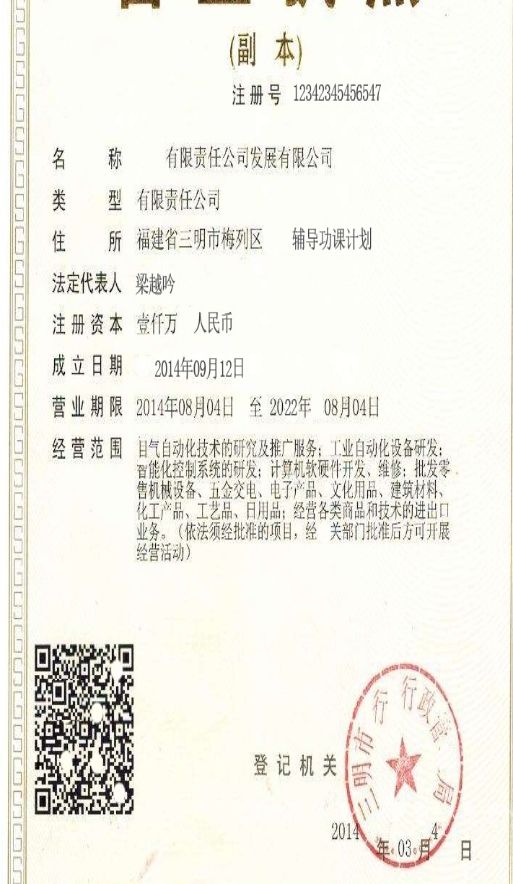 (副 本)
注册号 12342345456547
名 称 有限责任公司发展有限公司
类 型 有限责任公司
住 所 福建省三明市梅列区 辅导功课计划
法定代表人 梁越吟
注册资本 壹仟万 人民币
成立日期 2014年09月12日
营业期限 2014年08月04日 至 2022年 08月04日
经营范围 目气自动化技术的研究及推广服务；工业自动化设备研发；
智能化控制系统的研发；计算机软硬件开发、维修；批发零
售机械设备、五金交电、电子产品、文化用品、建筑材料、
化工产品、工艺品、日用品；经营各类商品和技术的进出口
业务。（依法须经批准的项目，经 关部门批准后方可开展
经营活动）
三明市行 行政管 局
登记机关
2014 年 03 月 4 日